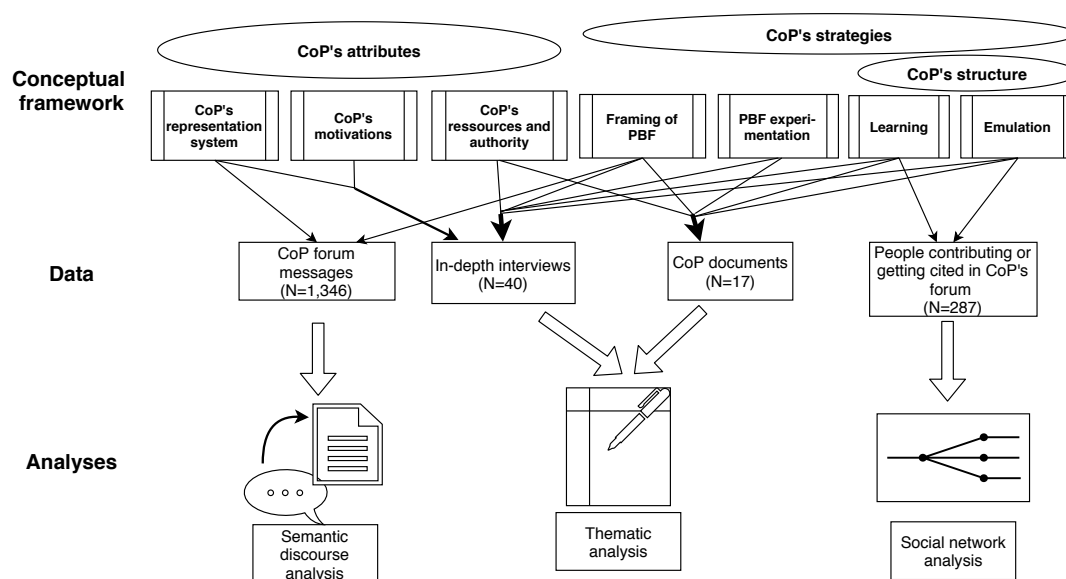 CoP's attributes
CoP's strategies
CoP's structure
Conceptual
framework
CoP's
representation
system
CoP's
motivations
CoP's
ressources and
authority
Framing of
PBF
PBF experi-
mentation
Learning
Emulation
Data
CoP forum
messages
(N=1,346)
In-depth interviews
(N=40)
CoP documents
(N=17)
People contributing or
getting cited in CoP's
forum
(N=287)
Analyses
Semantic
discourse
analysis
Thematic
analysis
Social network
analysis